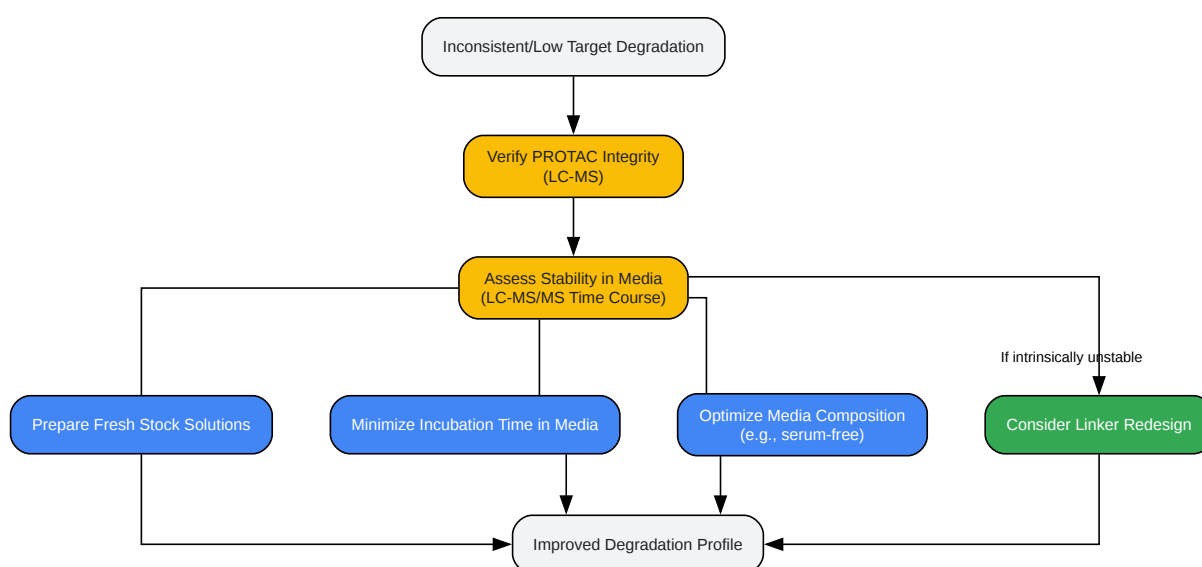 Inconsistent/Low Target Degradation
Verify PROTAC Integrity
(LC-MS)
Assess Stability in Media
(LC-MS/MS Time Course)
If intrinsically unstable
Prepare Fresh Stock Solutions
Minimize Incubation Time in Media
Optimize Media Composition
(e.g., serum-free)
Consider Linker Redesign
Improved Degradation Profile